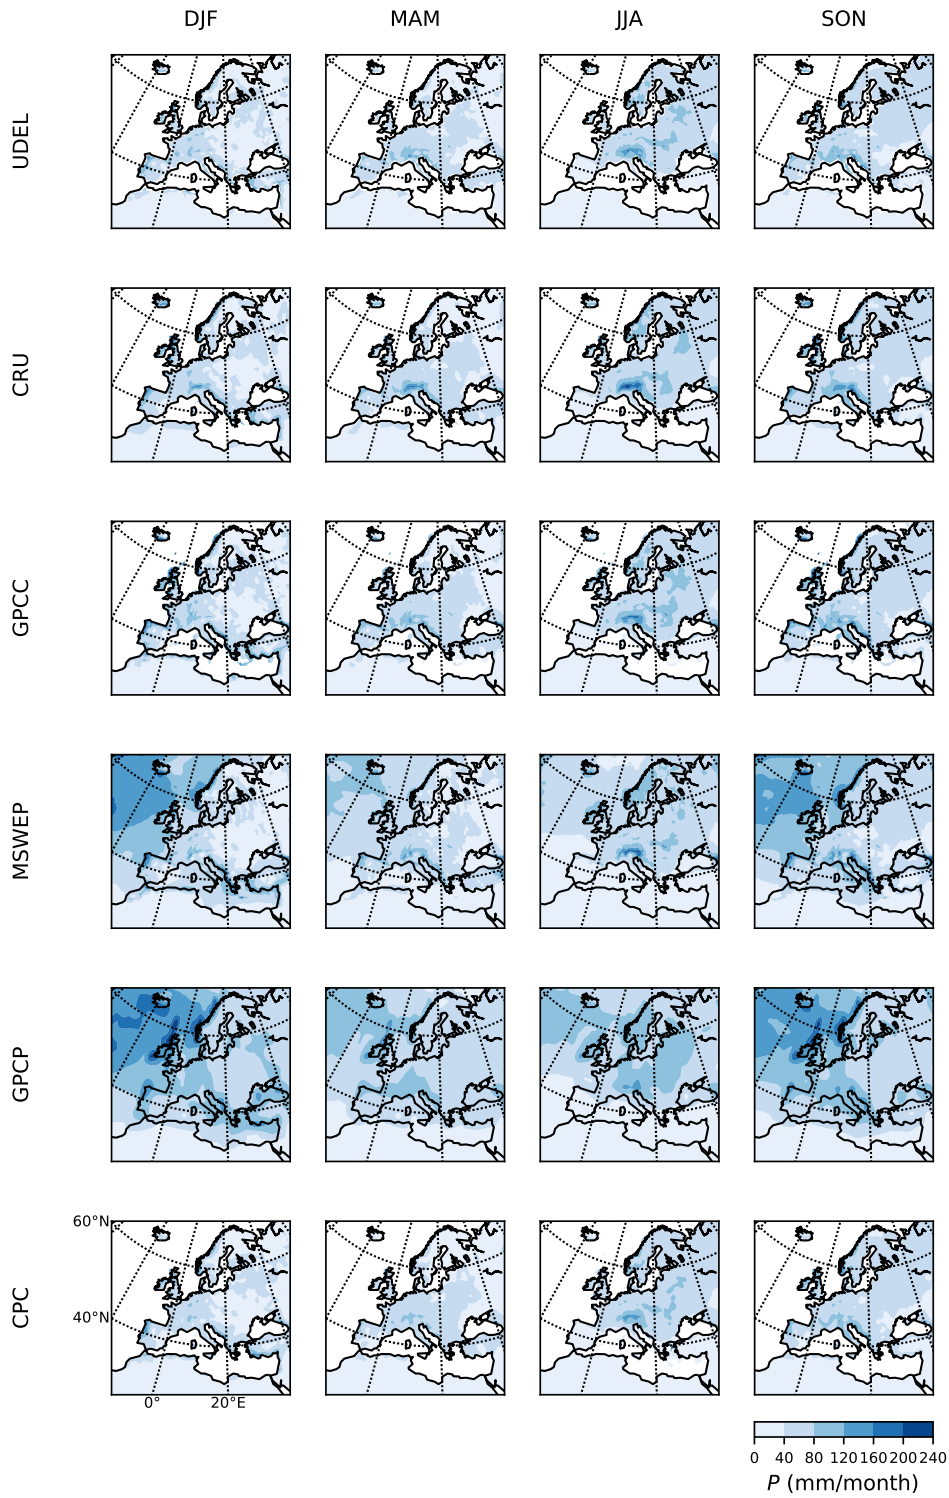 DJF MAM JJA SON
UDEL
CRU
GPCC
MSWEP
GPCP
CPC
60°N
40°N
0° 20°E
0 40 80 120 160 200 240
P (mm/month)